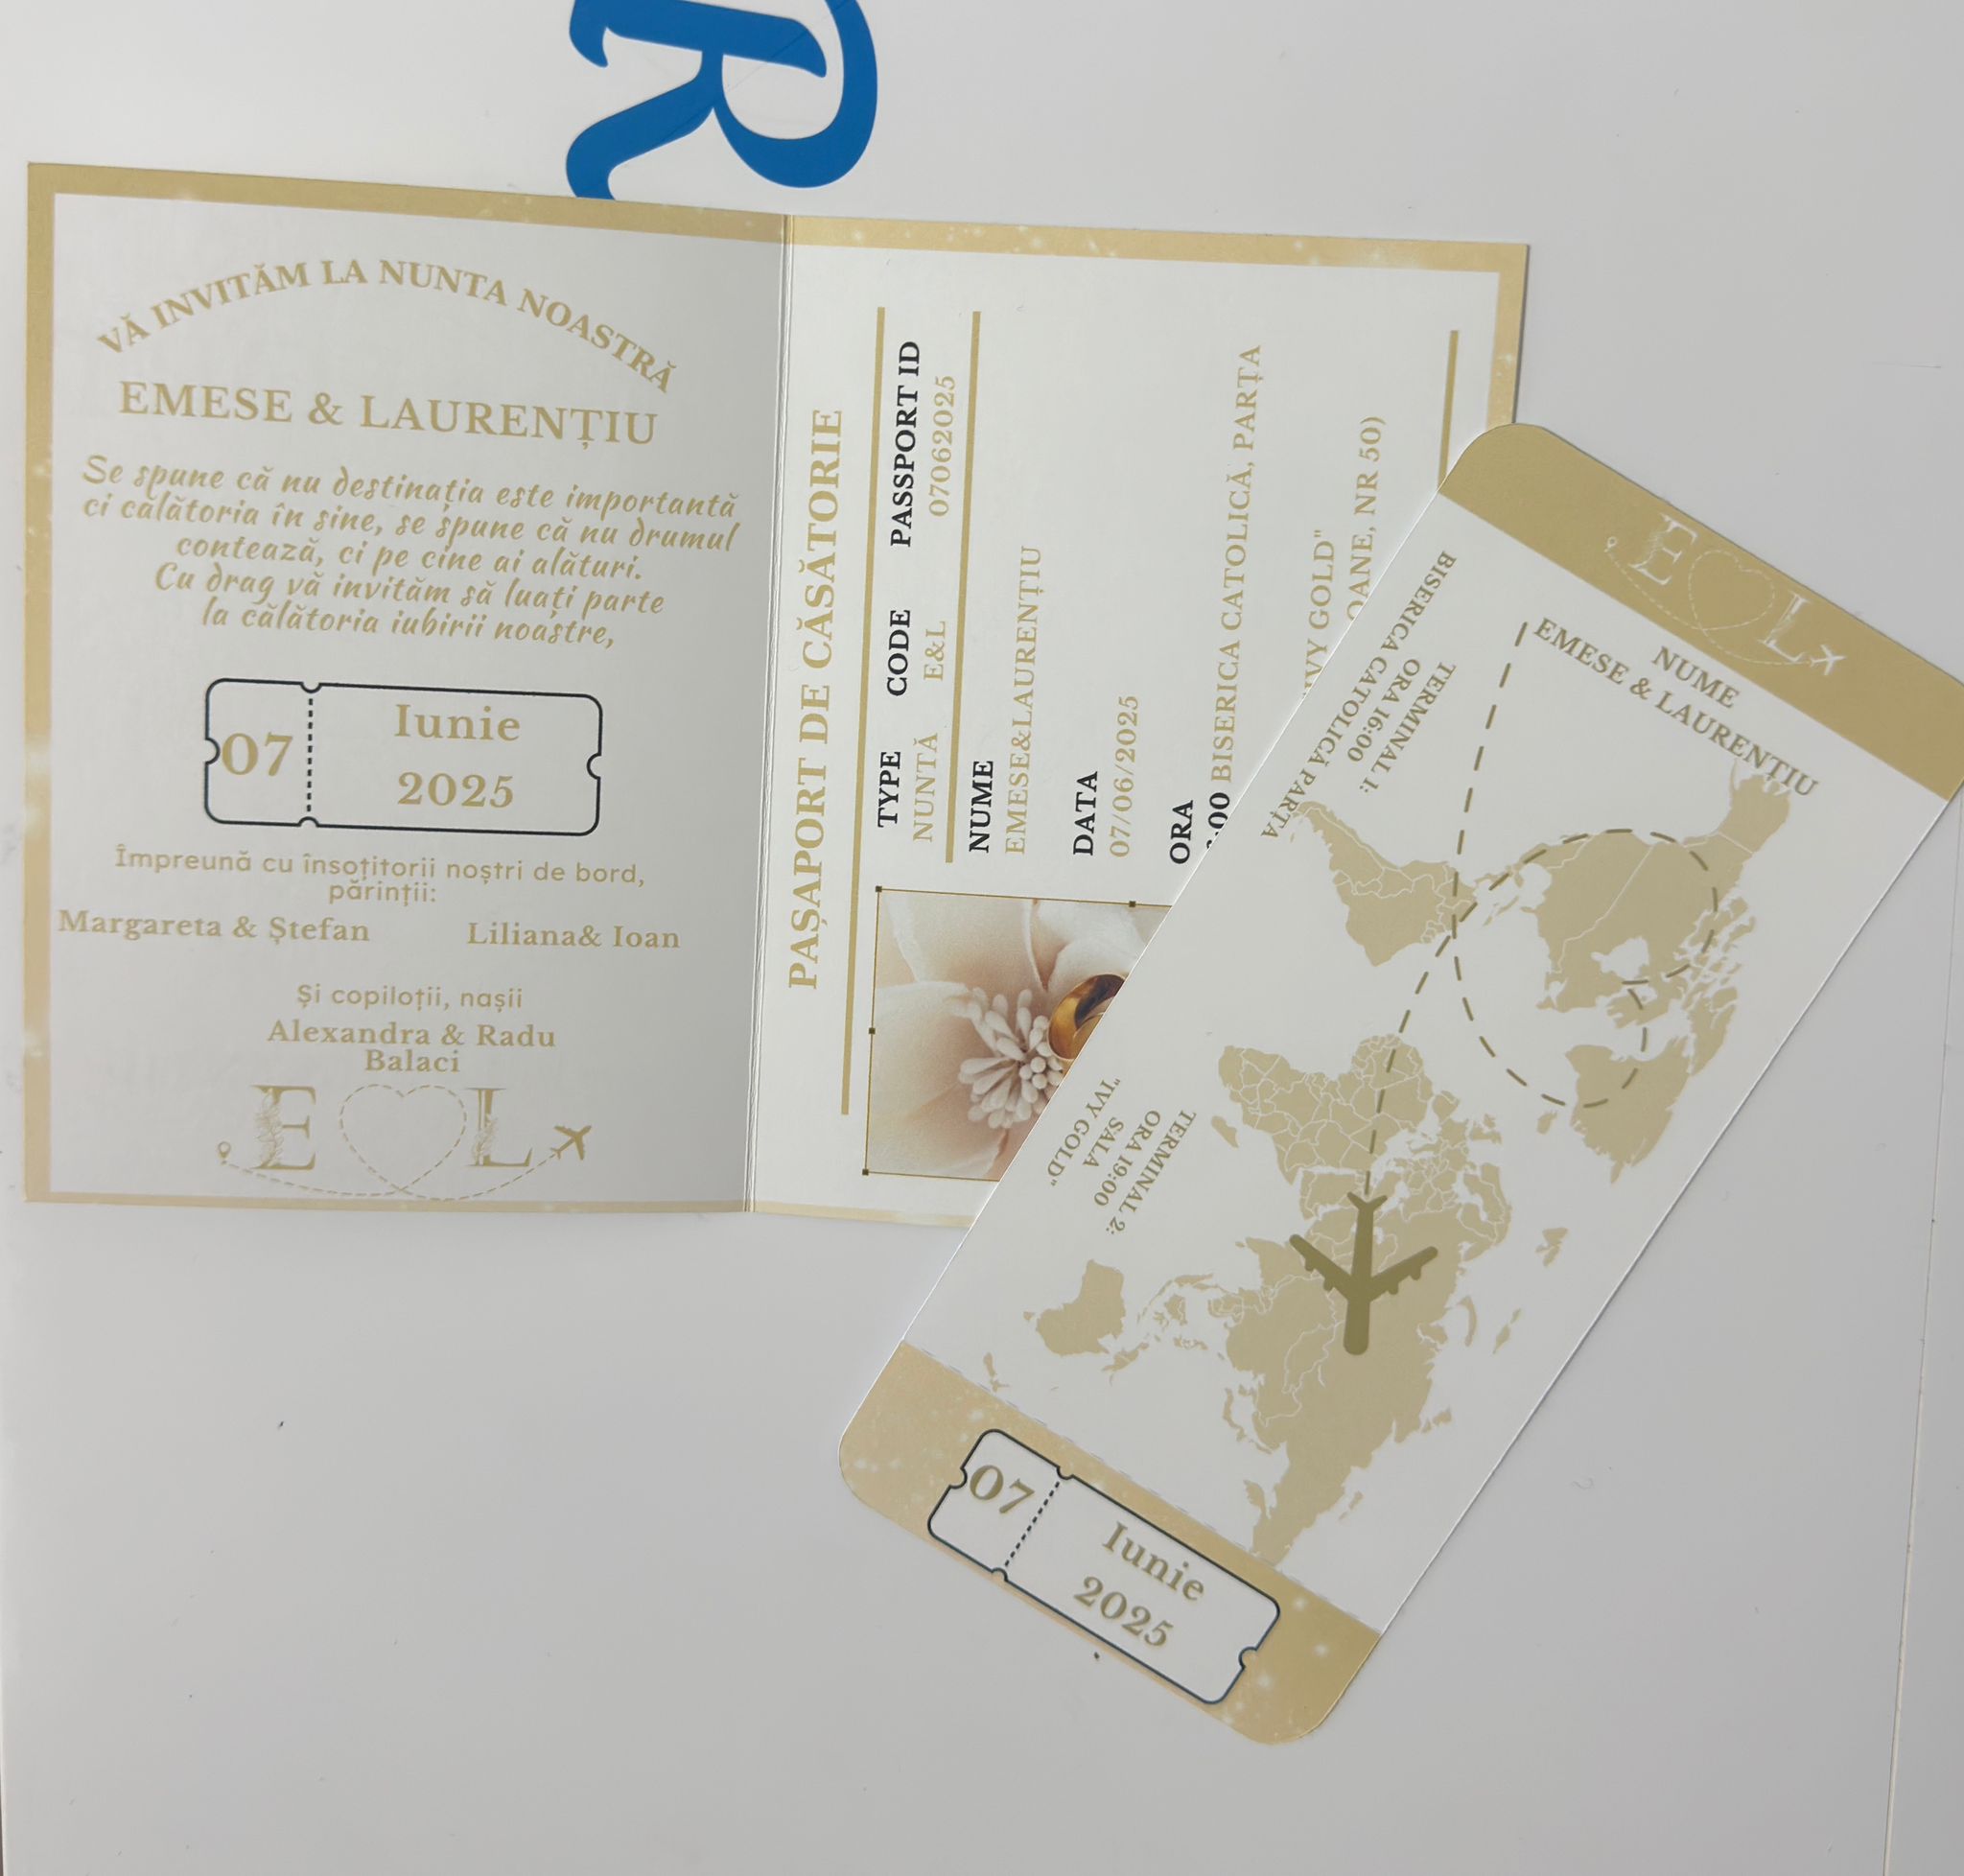 R
VĂ INVITĂM LA NUNTA NOASTRĂ
EMESE & LAURENȚIU
Se spune că nu destinația este importantă
ci călătoria în sine, se spune că nu drumul
contează, ci pe cine ai alături.
Cu drag vă invităm să luați parte
la călătoria iubirii noastre,
07
Iunie
2025
Împreună cu însoțitorii noștri de bord,
părinții:
Margareta & Ștefan
Liliana& Ioan
Și copiloții, nașii
Alexandra & Radu
Balaci
E L
PAȘAPORT DE CĂSĂTORIE
TYPE CODE PASSPORT ID
NUNTĂ E&L 07062025
NUME
EMESE&LAURENȚIU
DATA
07/06/2025
ORA
:00 BISERICA CATOLICĂ, PARȚA
GOLD"
NR 50)
E L
NUME
EMESE & LAURENȚIU
TERMINAL 1:
ORA 16:00
BISERICA CATOLICĂ PARȚA
TERMINAL 2:
ORA 19:00
SALA
"IVY GOLD"
07
Iunie
2025